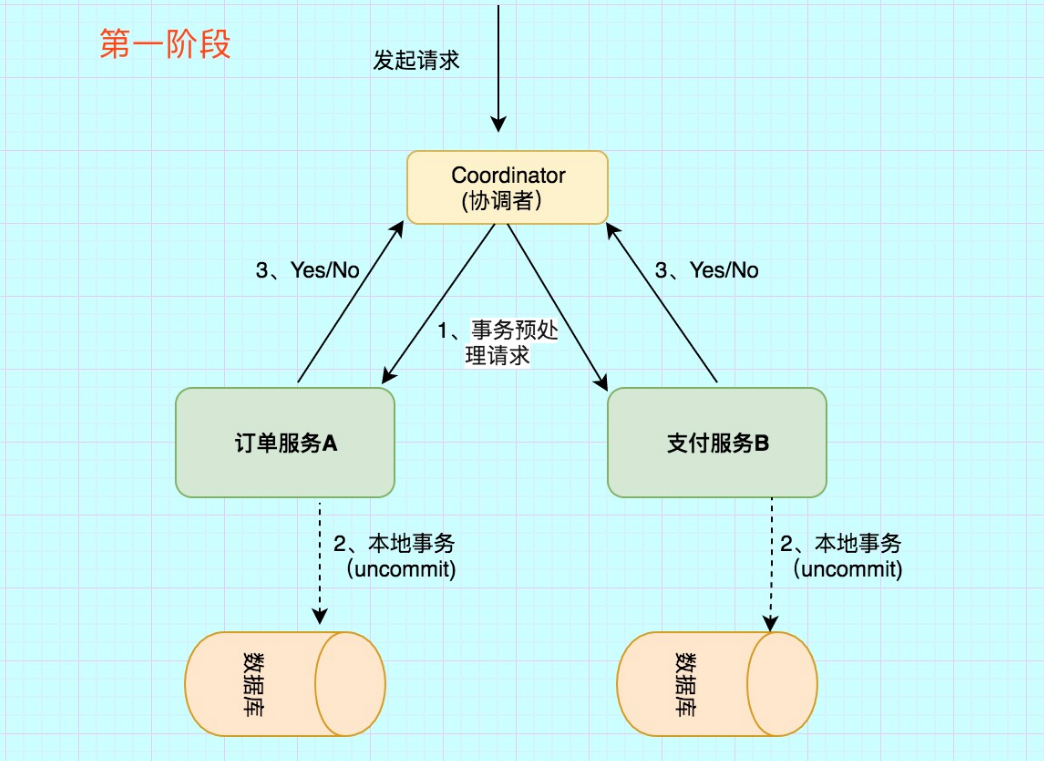 第一阶段
发起请求
Coordinator
(协调者）
3、Yes/No
3、Yes/No
1、事务预处
理请求
订单服务A
支付服务B
2、本地事务
（uncommit)
2、本地事务
（uncommit)
数据库
数据库